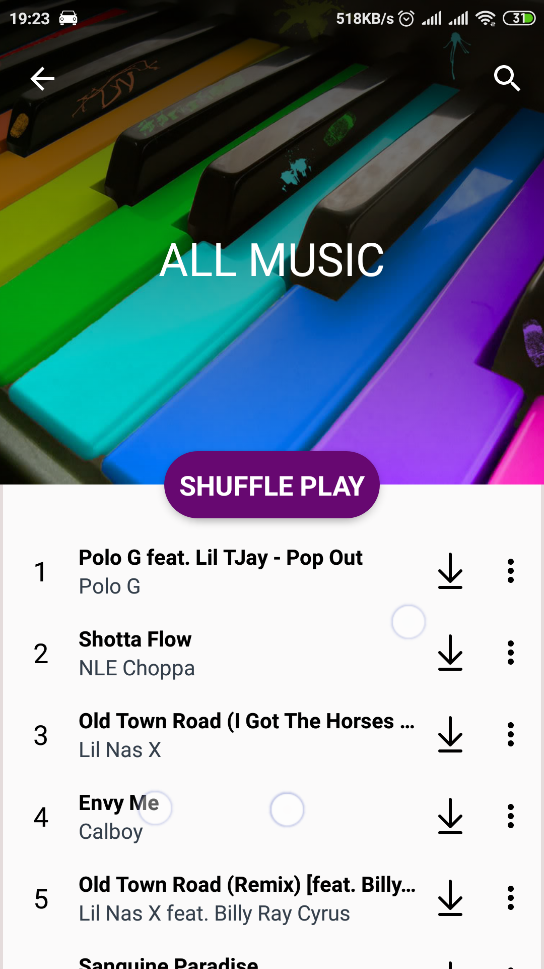 19:23 518KB/s 31
ALL MUSIC
SHUFFLE PLAY
1 Polo G feat. Lil TJay - Pop Out
Polo G
2 Shotta Flow
NLE Choppa
3 Old Town Road (I Got The Horses ...
Lil Nas X
4 Envy Me
Calboy
5 Old Town Road (Remix) [feat. Billy...
Lil Nas X feat. Billy Ray Cyrus
Sanguine Paradise